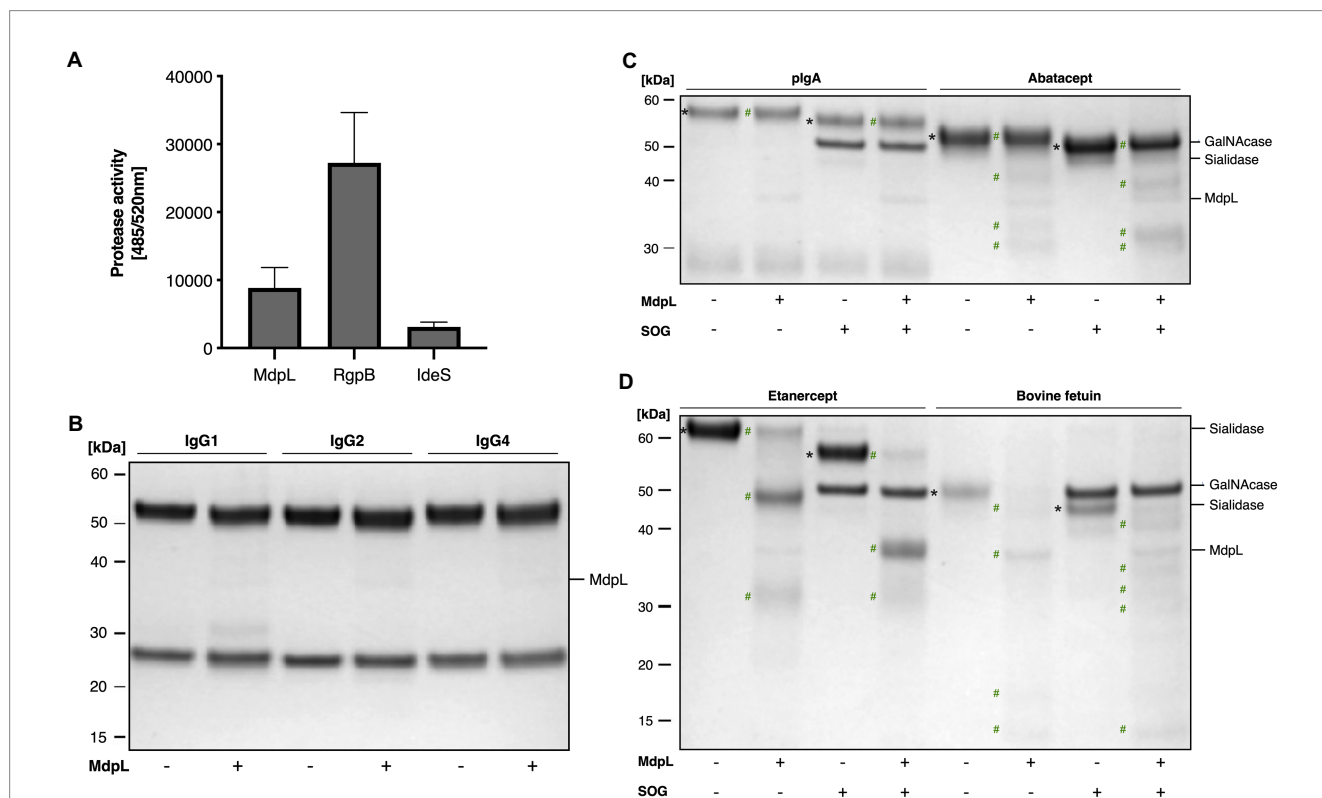 A
Protease activity
[485/520nm]
40000
30000
20000
10000
0
MdpL RgpB IdeS
B
[kDa] IgG1 IgG2 IgG4
60
50
40
30
20
15
MdpL
MdpL - + - + - +
C
[kDa] pIgA Abatacept
60
50
40
30
* # * # * # * #
# #
# #
# #
GalNAcase
Sialidase
MdpL
MdpL - + - + - + - +
SOG - - + + - - + +
D
[kDa] Etanercept Bovine fetuin
60
50
40
30
20
15
* # * #
# * # *
# # # #
# # #
# #
# #
Sialidase
GalNAcase
Sialidase
MdpL
MdpL - + - + - + - +
SOG - - + + - - + +